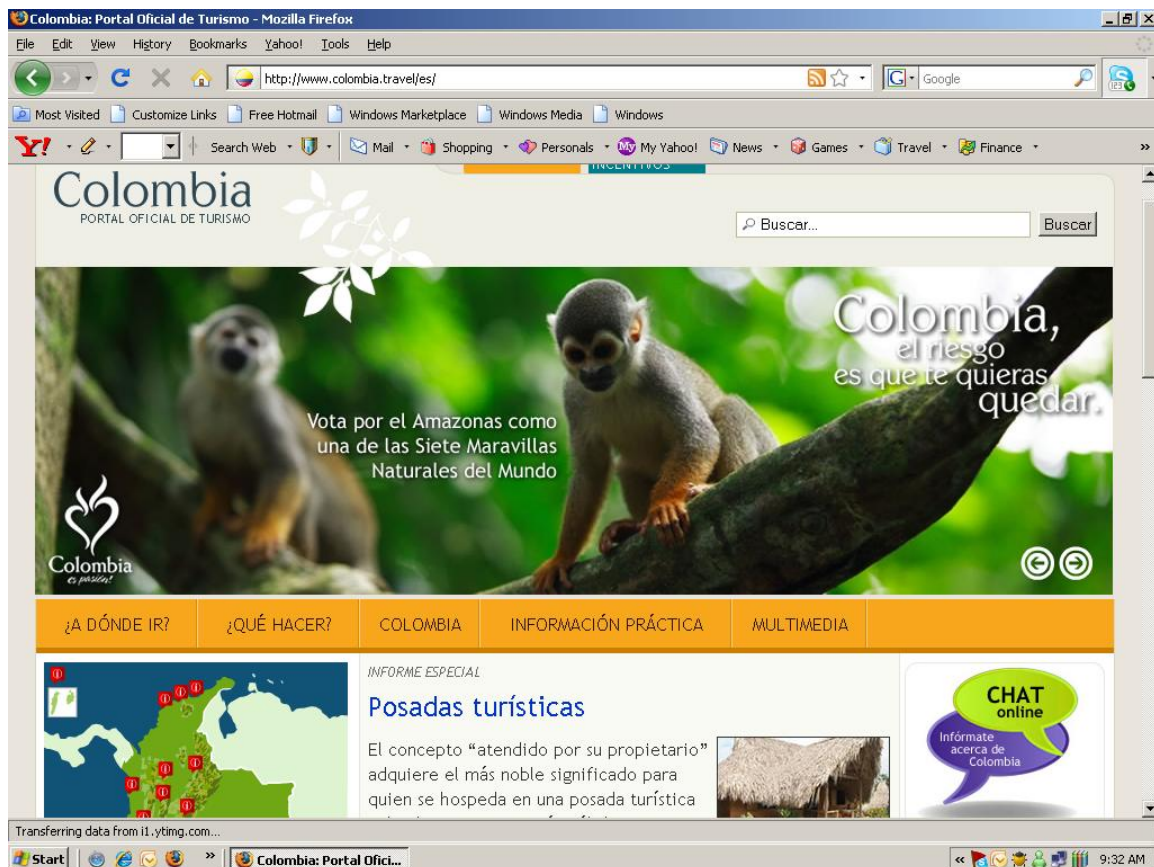 Colombia: Portal Oficial de Turismo - Mozilla Firefox
File Edit View History Bookmarks Yahoo! Tools Help
http://www.colombia.travel/es/
G Google
Most Visited Customize Links Free Hotmail Windows Marketplace Windows Media Windows
Y! Search Web Mail Shopping Personals My Yahoo! News Games Travel Finance »
INCENTIVOS
Colombia
PORTAL OFICIAL DE TURISMO
Buscar... Buscar
Colombia,
el riesgo
es que te quieras
quedar.
Vota por el Amazonas como
una de las Siete Maravillas
Naturales del Mundo
Colombia
es pasión!
¿A DÓNDE IR? ¿QUÉ HACER? COLOMBIA INFORMACIÓN PRÁCTICA MULTIMEDIA
INFORME ESPECIAL
Posadas turísticas
El concepto “atendido por su propietario”
adquiere el más noble significado para
quien se hospeda en una posada turística
CHAT
online
Infórmate
acerca de
Colombia
Transferring data from i1.ytimg.com...
Start » Colombia: Portal Ofici... « 9:32 AM